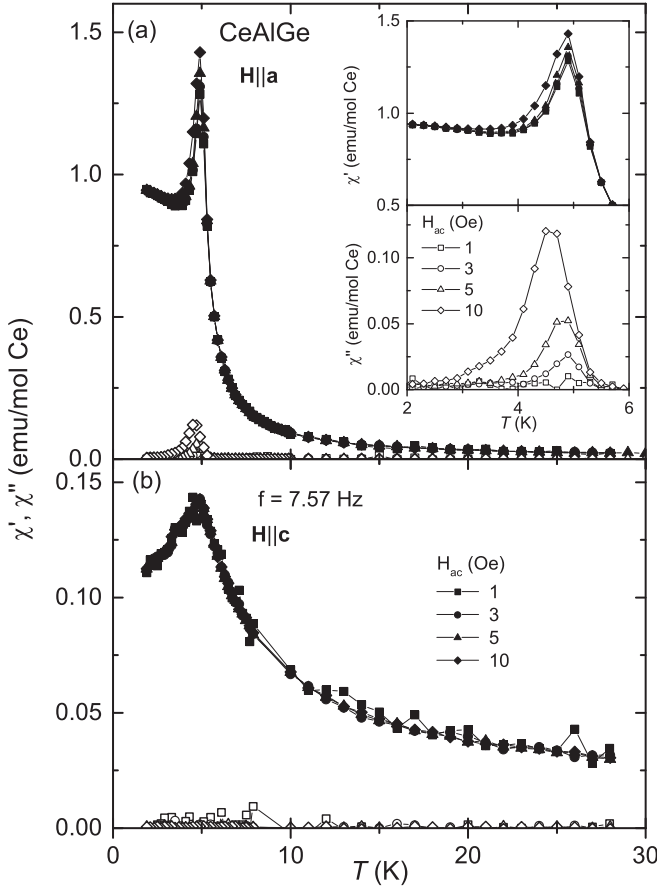 (a)
CeAlGe
H||a
1.5
1.0
0.5
0.0
χ', χ" (emu/mol Ce)
χ' (emu/mol Ce)
1.5
1.0
0.5
χ" (emu/mol Ce)
0.10
0.05
0.00
H_ac (Oe)
1
3
5
10
2 4 6
T (K)
(b)
f = 7.57 Hz
H||c
0.15
0.10
0.05
0.00
H_ac (Oe)
1
3
5
10
0 10 20 30
T (K)